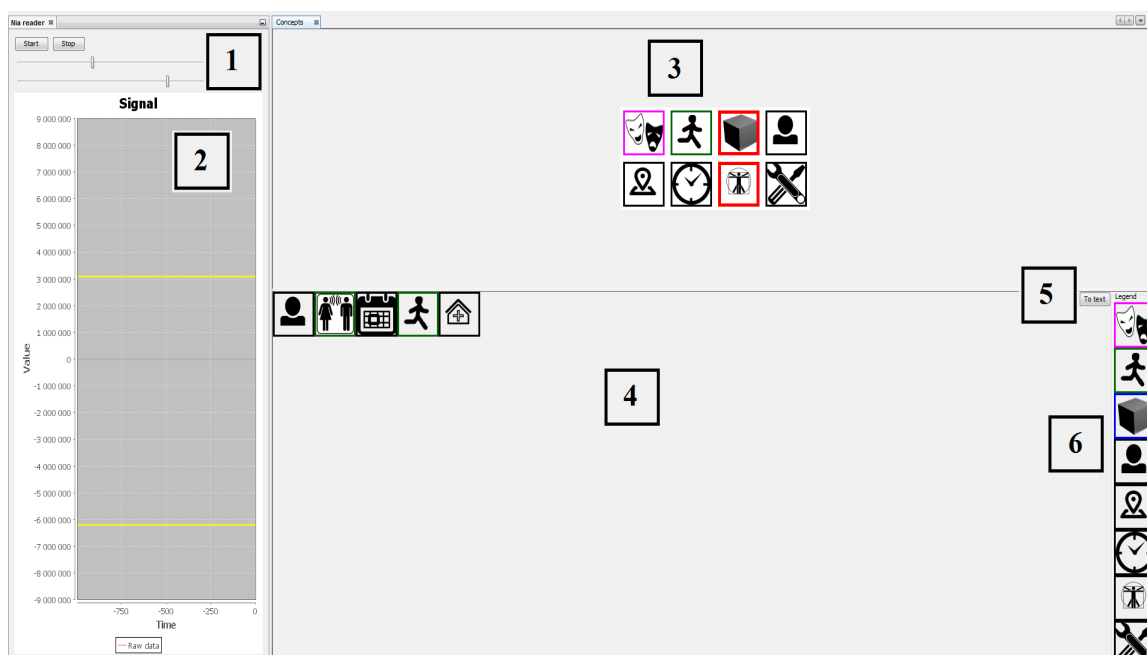 Nia reader
Concepts
Start Stop
1
3
Signal
9 000 000
8 000 000
2
7 000 000
6 000 000
5 000 000
4 000 000
3 000 000
2 000 000
1 000 000
0
-1 000 000
-2 000 000
-3 000 000
-4 000 000
-5 000 000
-6 000 000
-7 000 000
-8 000 000
-9 000 000
Value
-750 -500 -250 0
Time
Raw data
5
To text
Legend
4
6